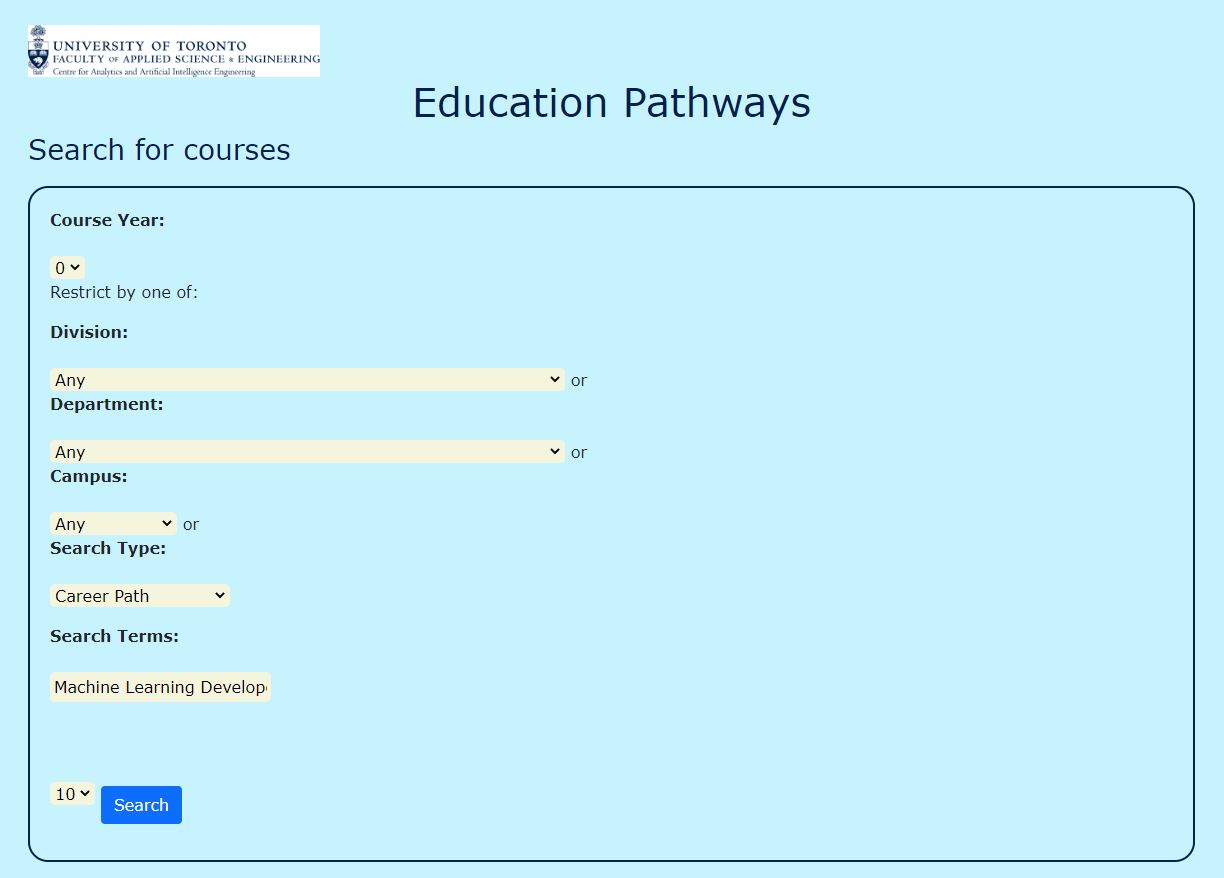 UNIVERSITY OF TORONTO
FACULTY OF APPLIED SCIENCE & ENGINEERING
Centre for Analytics and Artificial Intelligence Engineering
Education Pathways
Search for courses
Course Year:
0
Restrict by one of:
Division:
Any or
Department:
Any or
Campus:
Any or
Search Type:
Career Path
Search Terms:
Machine Learning Develop
10 Search